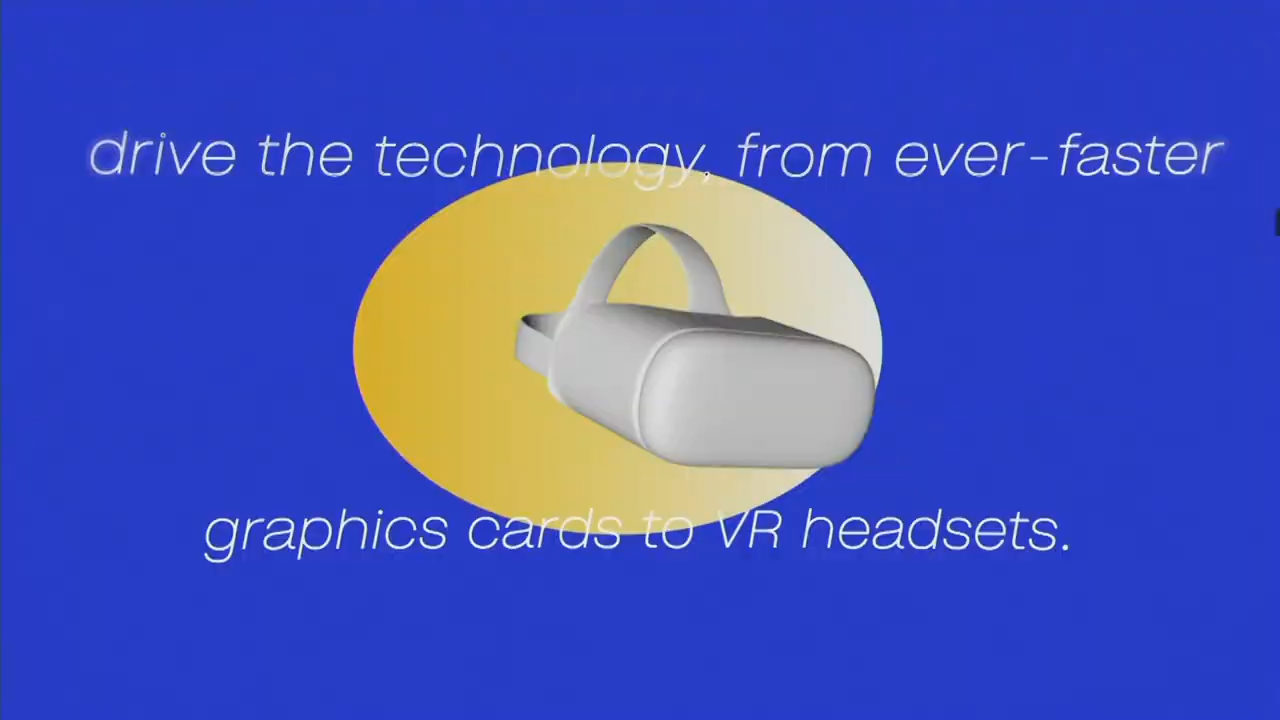 drive the technology, from ever-faster
graphics cards to VR headsets.